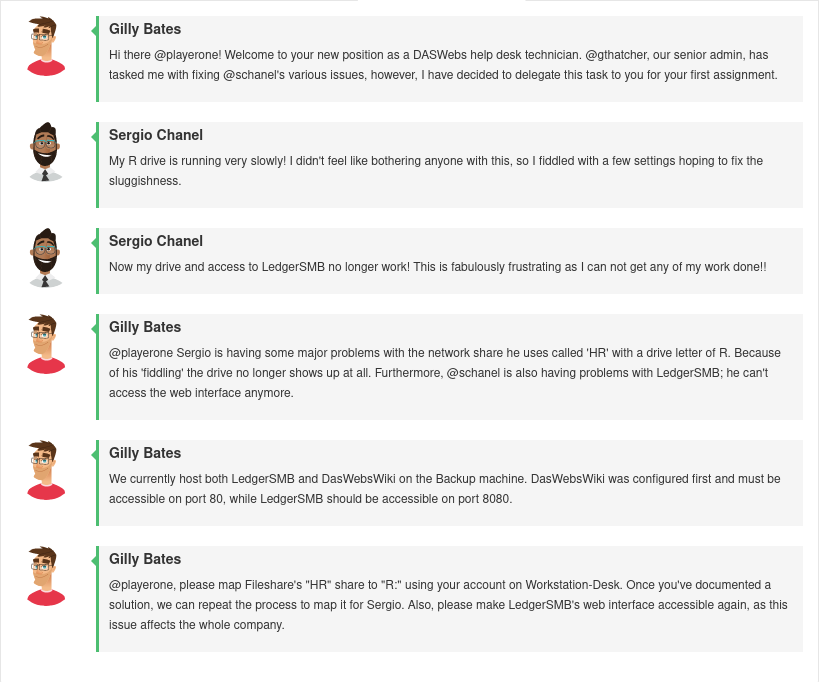 Gilly Bates
Hi there @playerone! Welcome to your new position as a DASWebs help desk technician. @gthatcher, our senior admin, has
tasked me with fixing @schanel's various issues, however, I have decided to delegate this task to you for your first assignment.
Sergio Chanel
My R drive is running very slowly! I didn't feel like bothering anyone with this, so I fiddled with a few settings hoping to fix the
sluggishness.
Sergio Chanel
Now my drive and access to LedgerSMB no longer work! This is fabulously frustrating as I can not get any of my work done!!
Gilly Bates
@playerone Sergio is having some major problems with the network share he uses called 'HR' with a drive letter of R. Because
of his 'fiddling' the drive no longer shows up at all. Furthermore, @schanel is also having problems with LedgerSMB; he can't
access the web interface anymore.
Gilly Bates
We currently host both LedgerSMB and DasWebsWiki on the Backup machine. DasWebsWiki was configured first and must be
accessible on port 80, while LedgerSMB should be accessible on port 8080.
Gilly Bates
@playerone, please map Fileshare's "HR" share to "R:" using your account on Workstation-Desk. Once you've documented a
solution, we can repeat the process to map it for Sergio. Also, please make LedgerSMB's web interface accessible again, as this
issue affects the whole company.